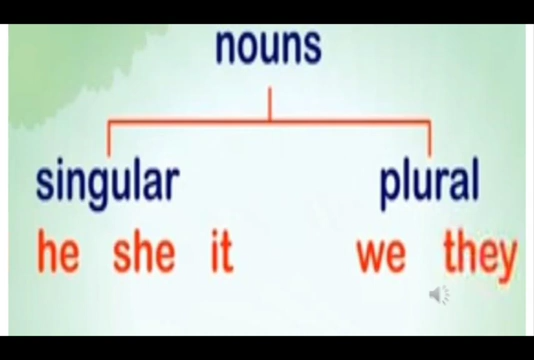 nouns
singular plural
he she it we they